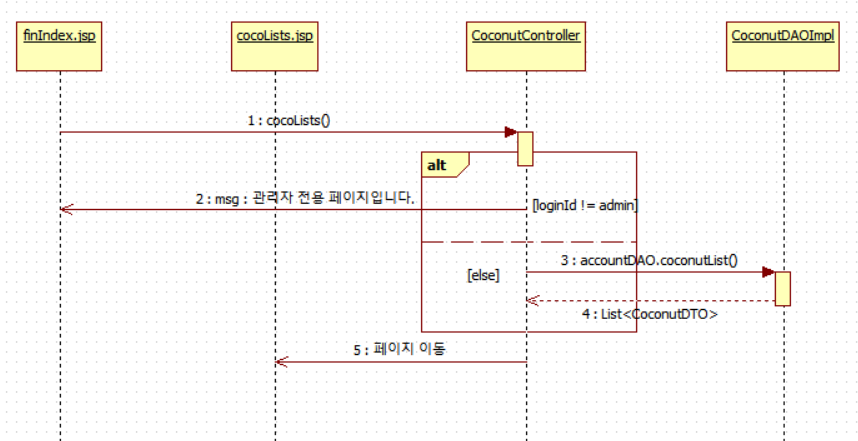 finIndex.jsp
cocoLists.jsp
CoconutController
CoconutDAOImpl
1 : cocoLists()
alt
2 : msg : 관리자 전용 페이지입니다.
[loginId != admin]
3 : accountDAO.coconutList()
[else]
4 : List<CoconutDTO>
5 : 페이지 이동